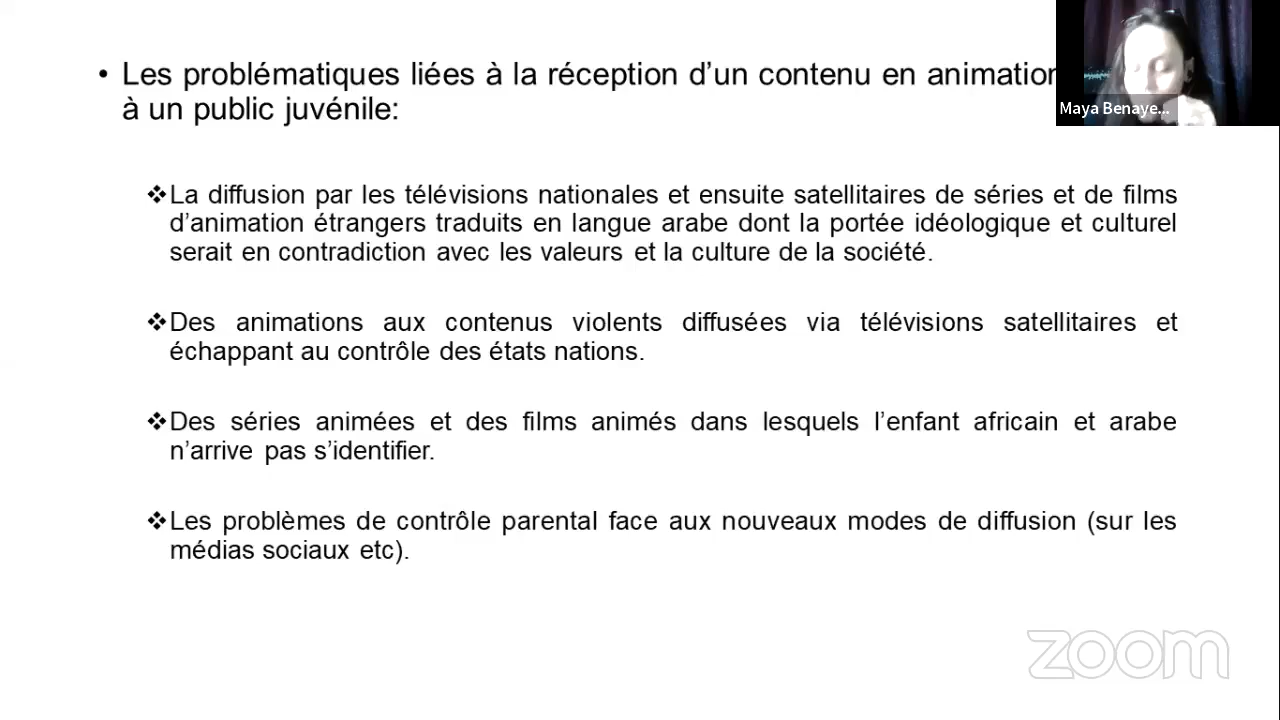 • Les problématiques liées à la réception d’un contenu en animation
à un public juvénile:
Maya Benaye...
❖La diffusion par les télévisions nationales et ensuite satellitaires de séries et de films
d’animation étrangers traduits en langue arabe dont la portée idéologique et culturel
serait en contradiction avec les valeurs et la culture de la société.
❖Des animations aux contenus violents diffusées via télévisions satellitaires et
échappant au contrôle des états nations.
❖Des séries animées et des films animés dans lesquels l’enfant africain et arabe
n’arrive pas s’identifier.
❖Les problèmes de contrôle parental face aux nouveaux modes de diffusion (sur les
médias sociaux etc).
zoom